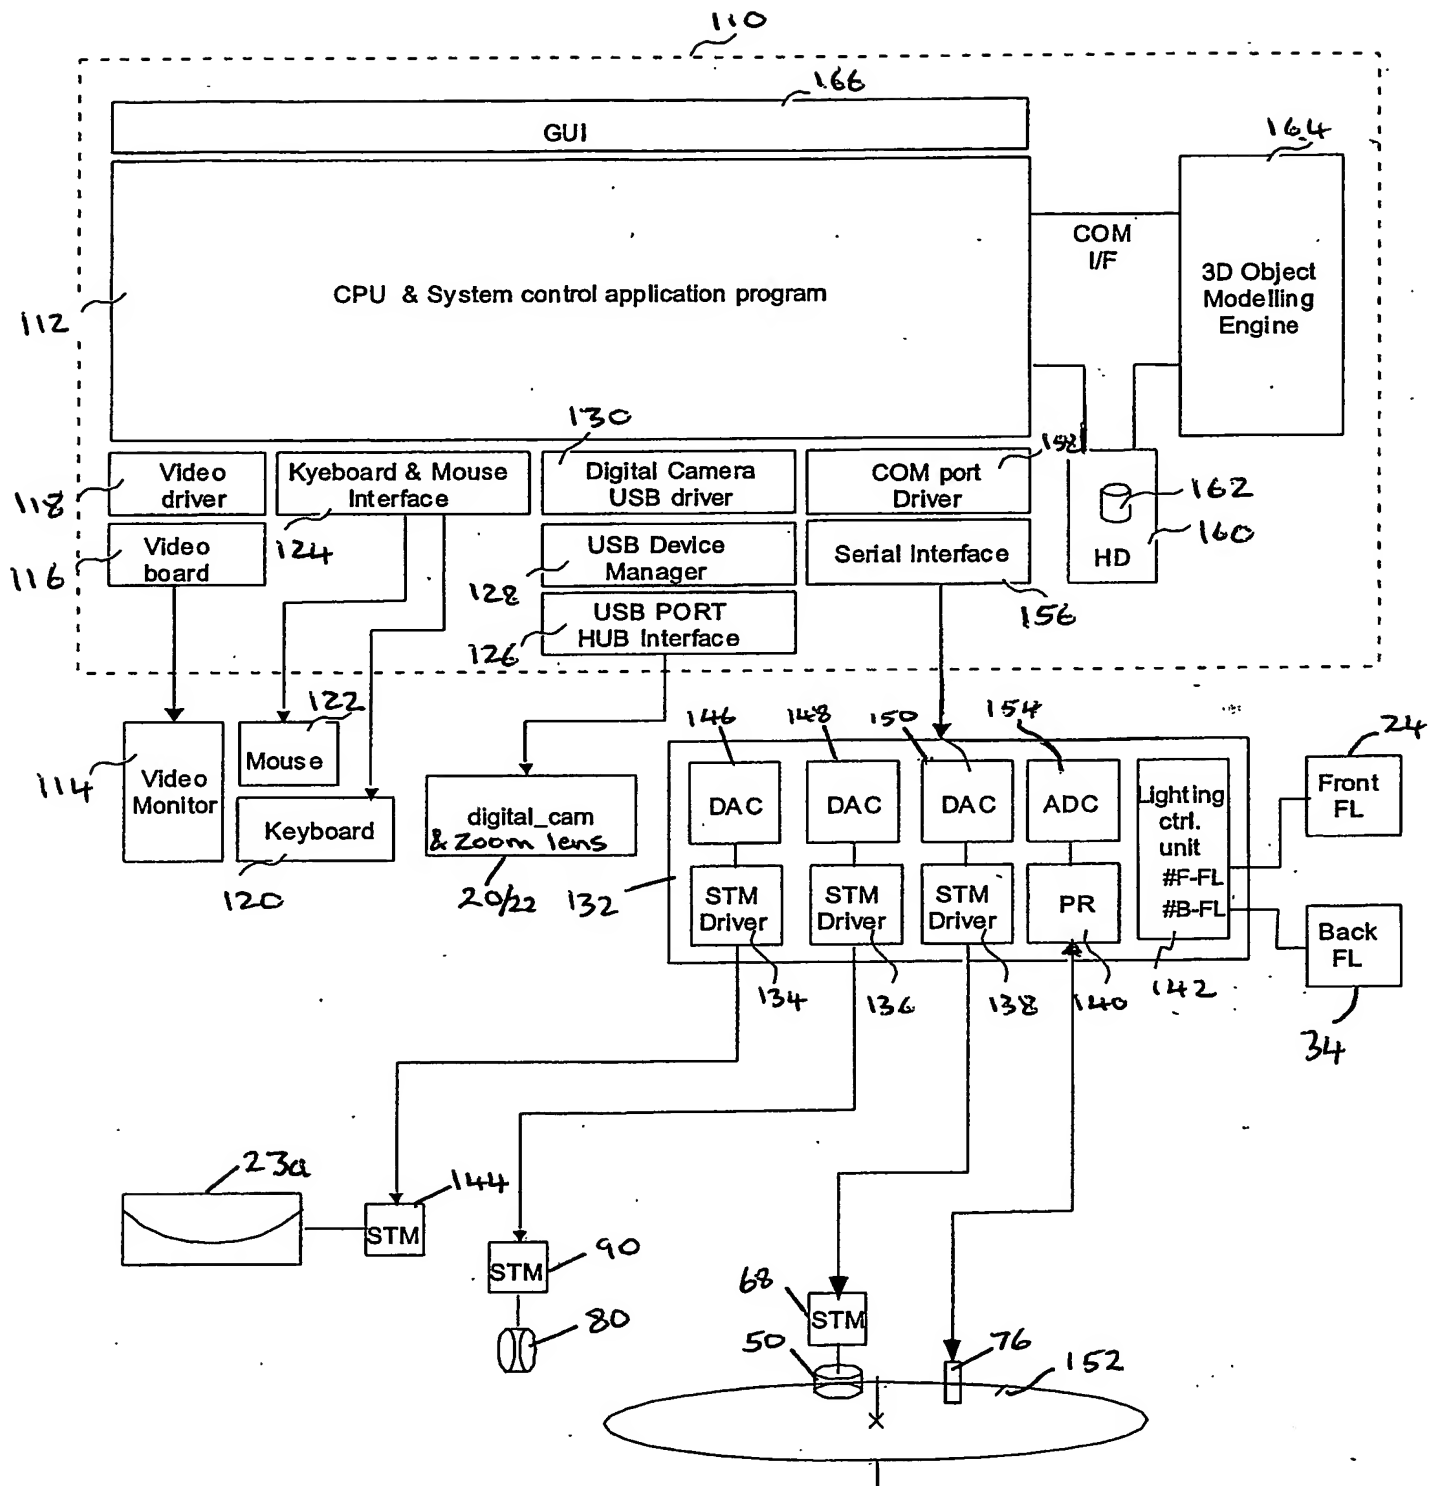 110
166
GUI
164
COM
I/F
3D Object
Modelling
Engine
CPU & System control application program
112
130
158
118
Video
driver
Kyeboard & Mouse
Interface
Digital Camera
USB driver
COM port
Driver
162
160
HD
124
116
Video
board
USB Device
Manager
128
Serial Interface
156
USB PORT
HUB Interface
126
122
Mouse
114
Video
Monitor
Keyboard
120
digital_cam
& Zoom lens
20/22
132
146
148
150
154
DAC
DAC
DAC
ADC
Lighting
ctrl.
unit
#F-FL
#B-FL
STM
Driver
STM
Driver
STM
Driver
PR
134
136
138
140
142
24
Front
FL
Back
FL
34
23a
144
STM
STM
90
80
68
STM
50
76
152